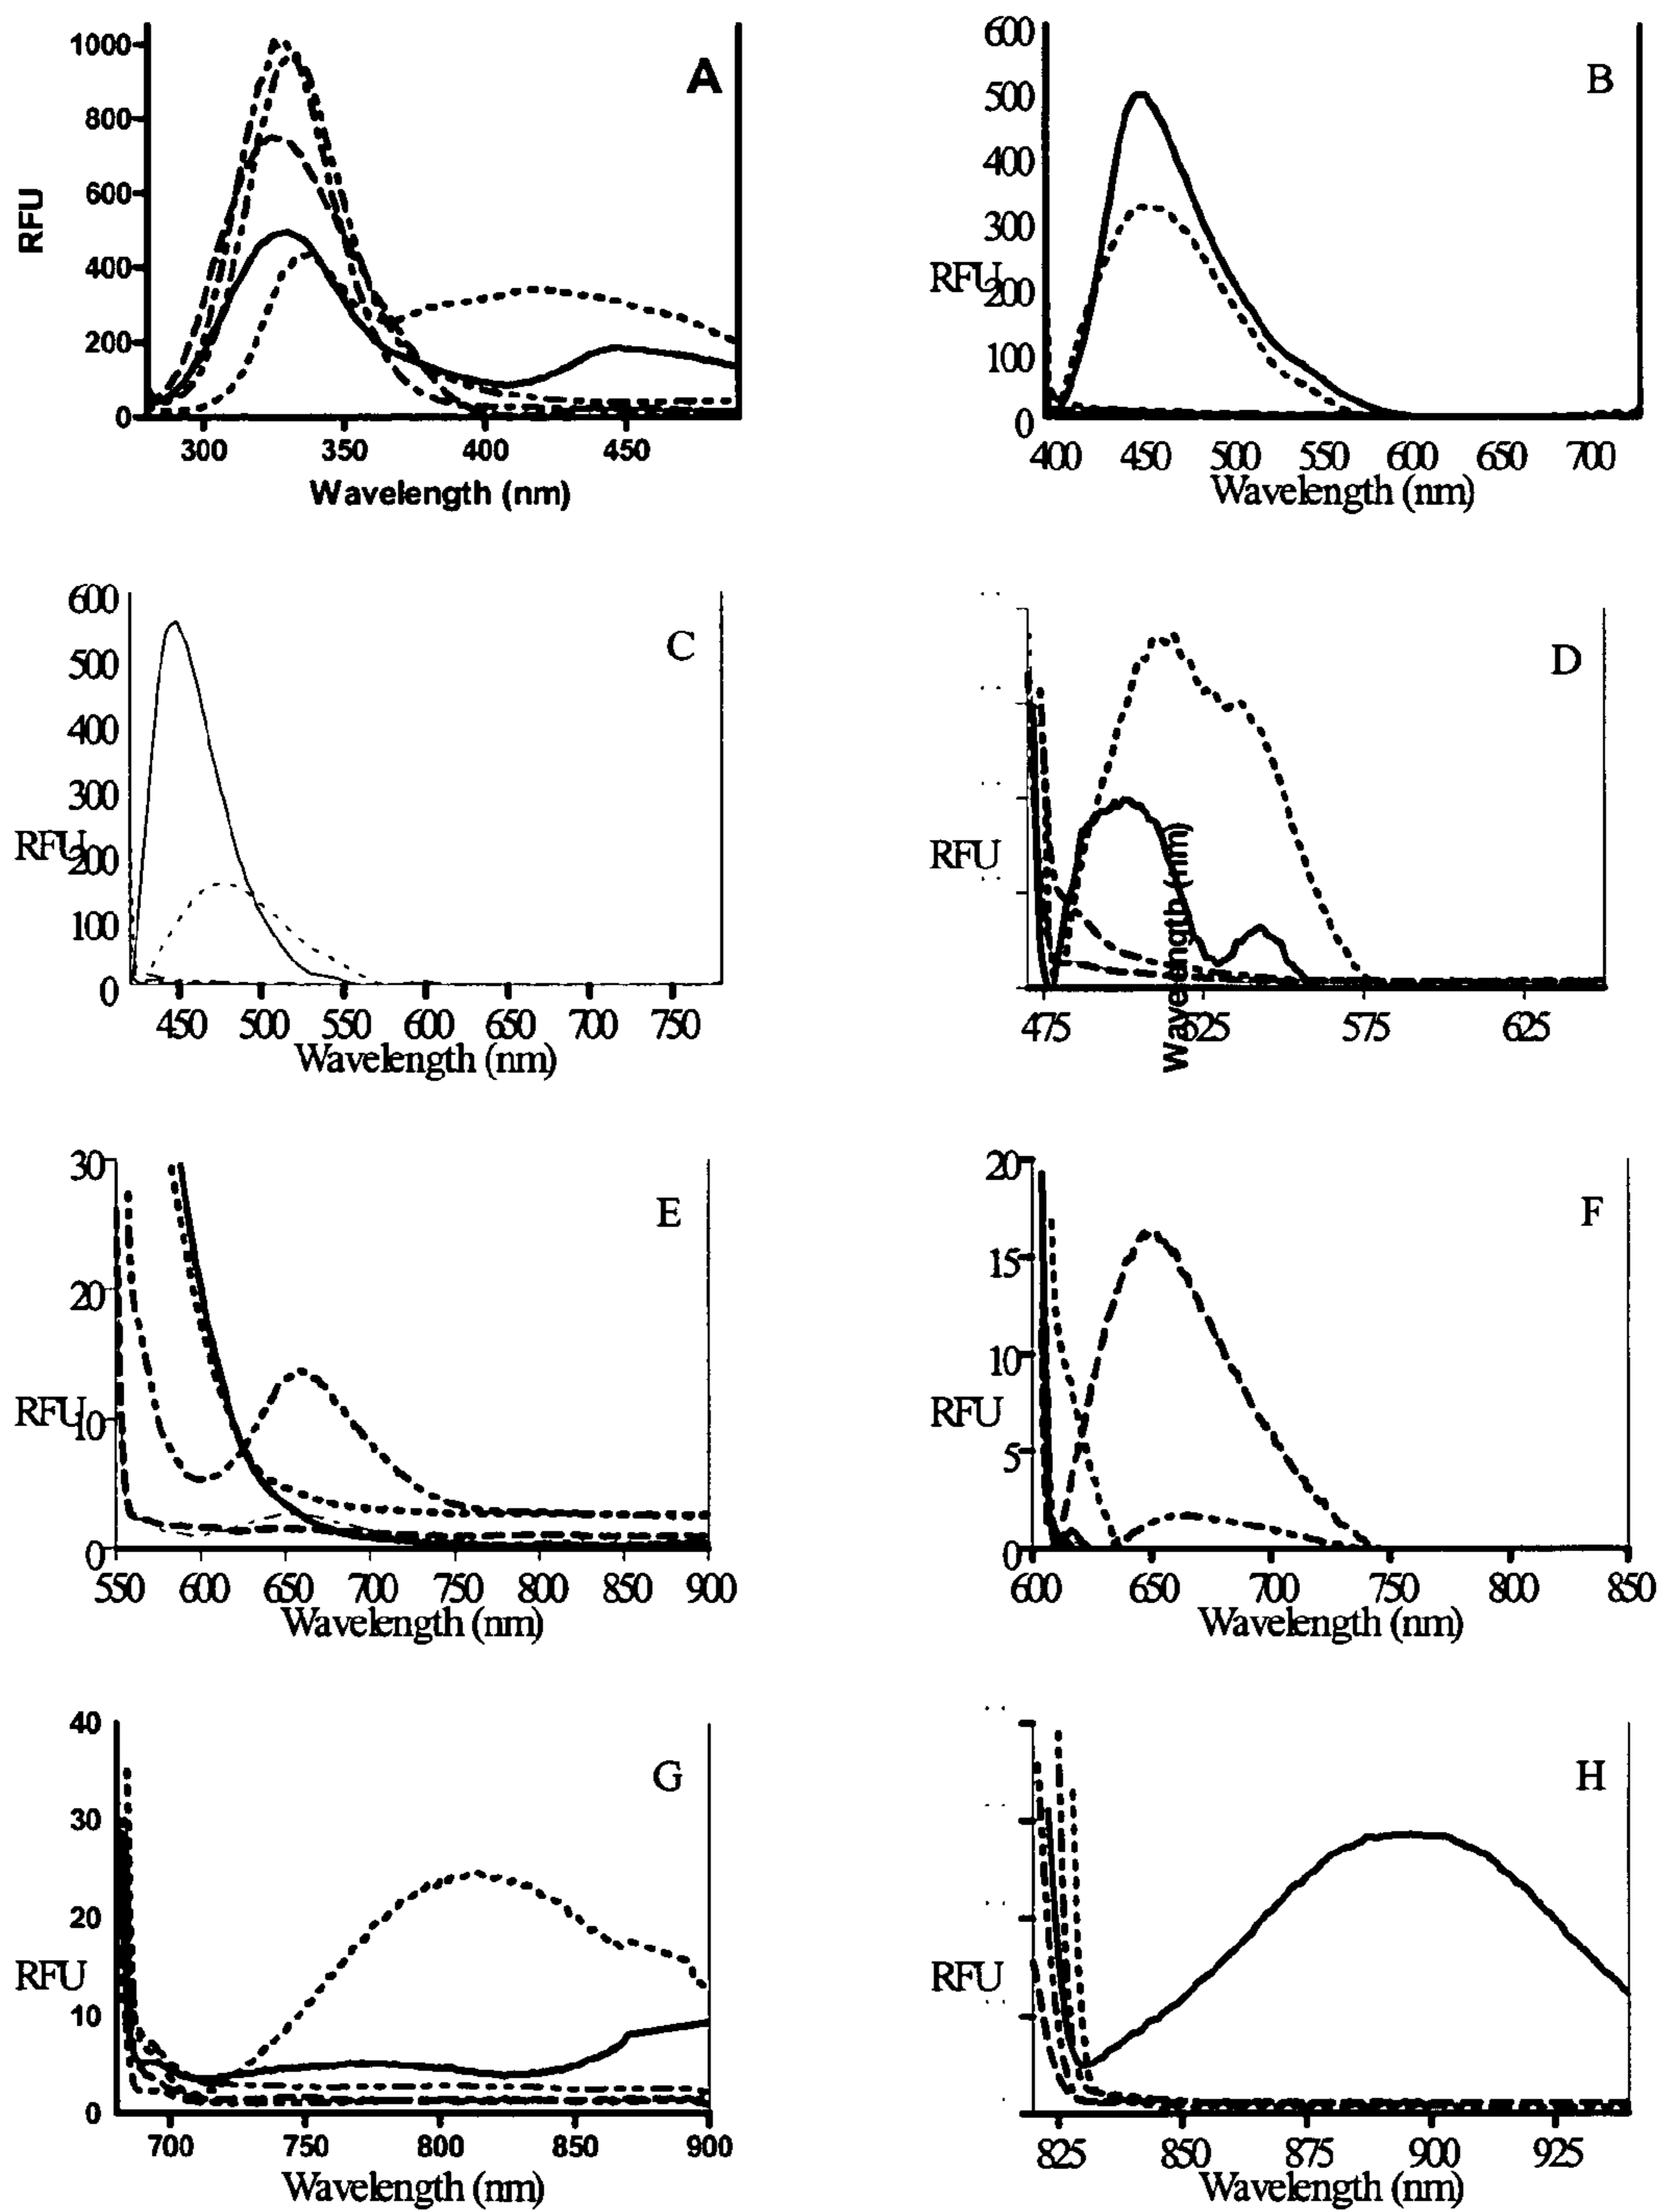 A
1000
800
600
400
200
0
RFU
300 350 400 450
Wavelength (nm)
B
600
500
400
300
200
100
0
RFU
400 450 500 550 600 650 700
Wavelength (nm)
C
600
500
400
300
200
100
0
RFU
450 500 550 600 650 700 750
Wavelength (nm)
D
RFU
Wavelength (nm)
475 525 575 625
E
30
20
10
0
RFU
550 600 650 700 750 800 850 900
Wavelength (nm)
F
20
15
10
5
0
RFU
600 650 700 750 800 850
Wavelength (nm)
G
40
30
20
10
0
RFU
700 750 800 850 900
Wavelength (nm)
H
RFU
825 850 875 900 925
Wavelength (nm)